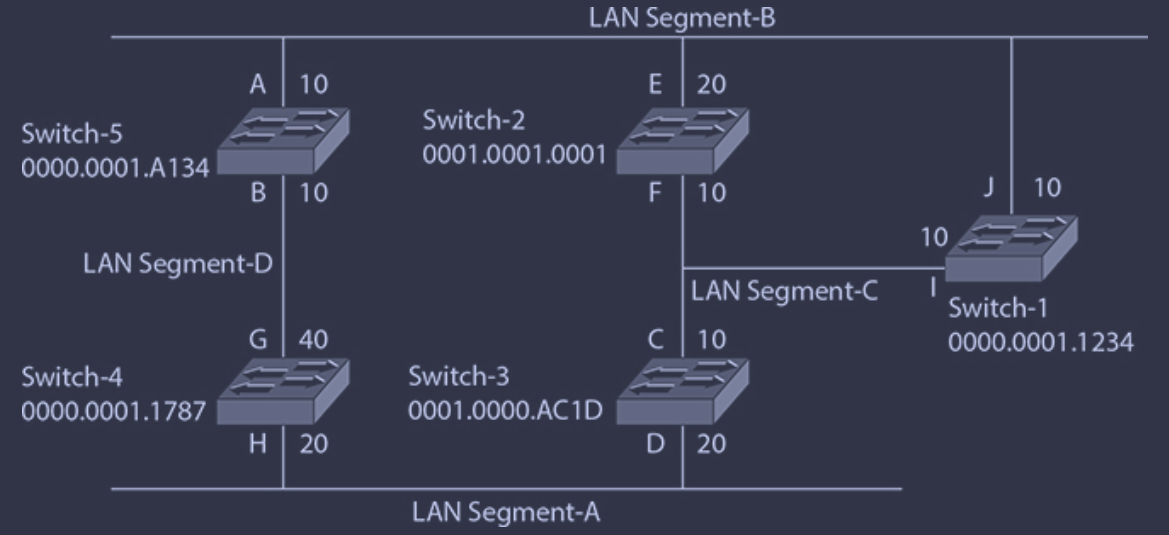 LAN Segment-B
A 10
E 20
Switch-5
0000.0001.A134
Switch-2
0001.0001.0001
B 10
F 10
J 10
10
I
LAN Segment-D
LAN Segment-C
Switch-1
0000.0001.1234
G 40
C 10
Switch-4
0000.0001.1787
Switch-3
0001.0000.AC1D
H 20
D 20
LAN Segment-A